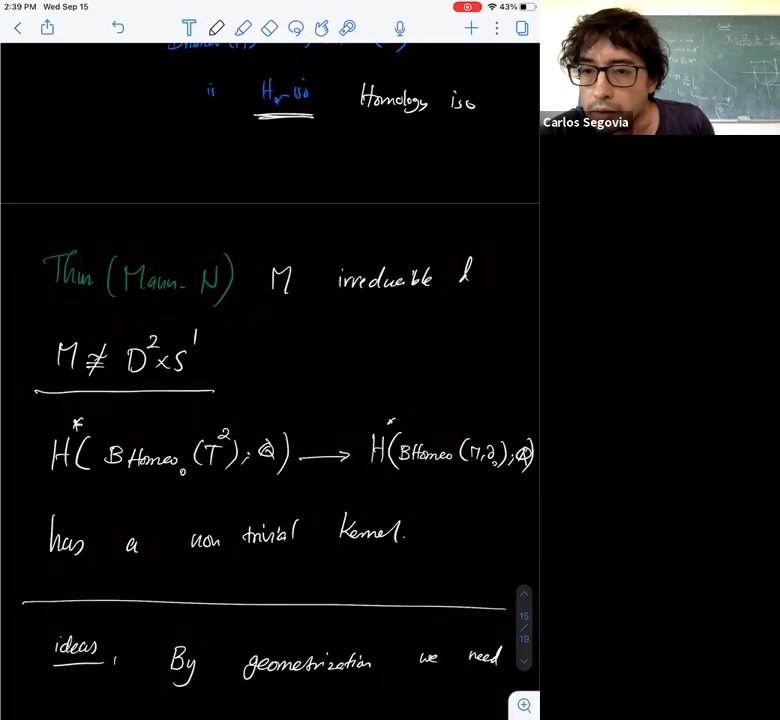 2:39 PM Wed Sep 15
43%
is H*-iso Homology iso
Carlos Segovia
Thm (Mann-N) M irreducible &
M ≇ D² × S¹
H*(BHomeo₀(T²); Q) → H*(BHomeo(M,∂₀); Q)
has a non trivial Kernel.
15
/
19
ideas, By geometrization we need